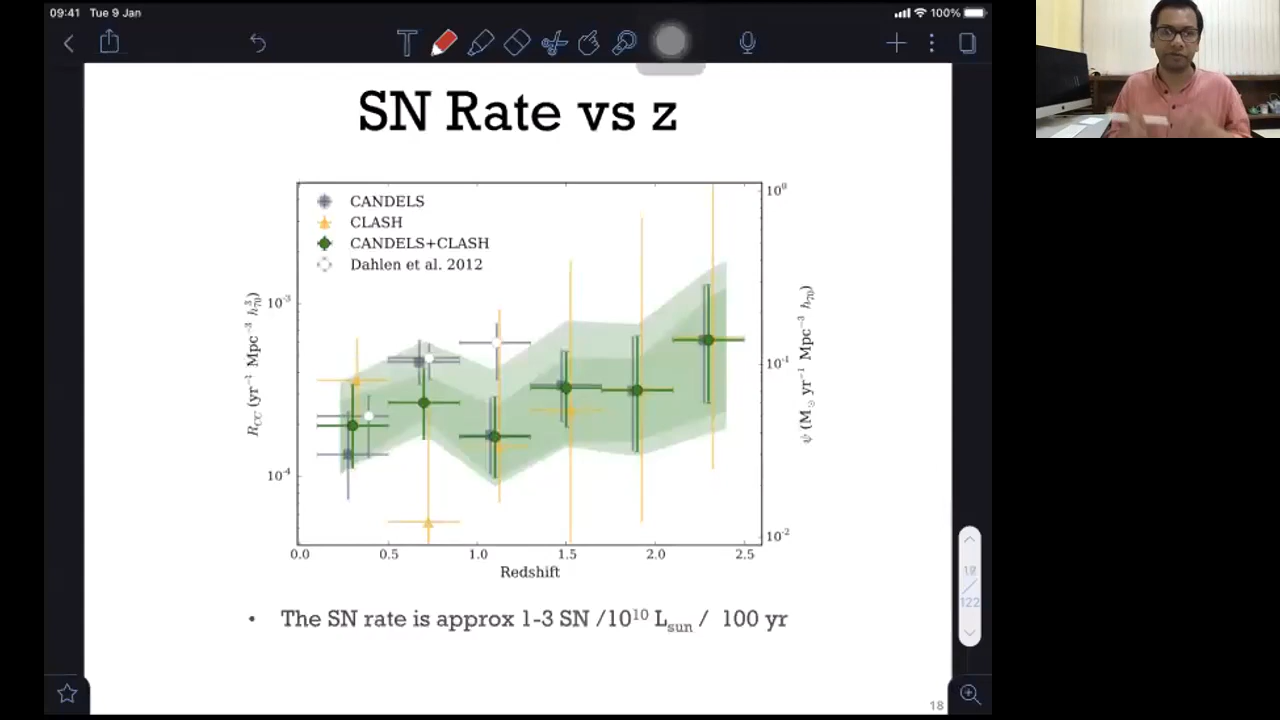 09:41 Tue 9 Jan
100%
SN Rate vs z
CANDELS
CLASH
CANDELS+CLASH
Dahlen et al. 2012
10⁰
10⁻³
10⁻¹
10⁻⁴
10⁻²
R_CC (yr⁻¹ Mpc⁻³ h³₇₀)
ψ (M☉ yr⁻¹ Mpc⁻³ h₇₀)
0.0 0.5 1.0 1.5 2.0 2.5
Redshift
• The SN rate is approx 1-3 SN /10¹⁰ L_sun / 100 yr
18
122
18